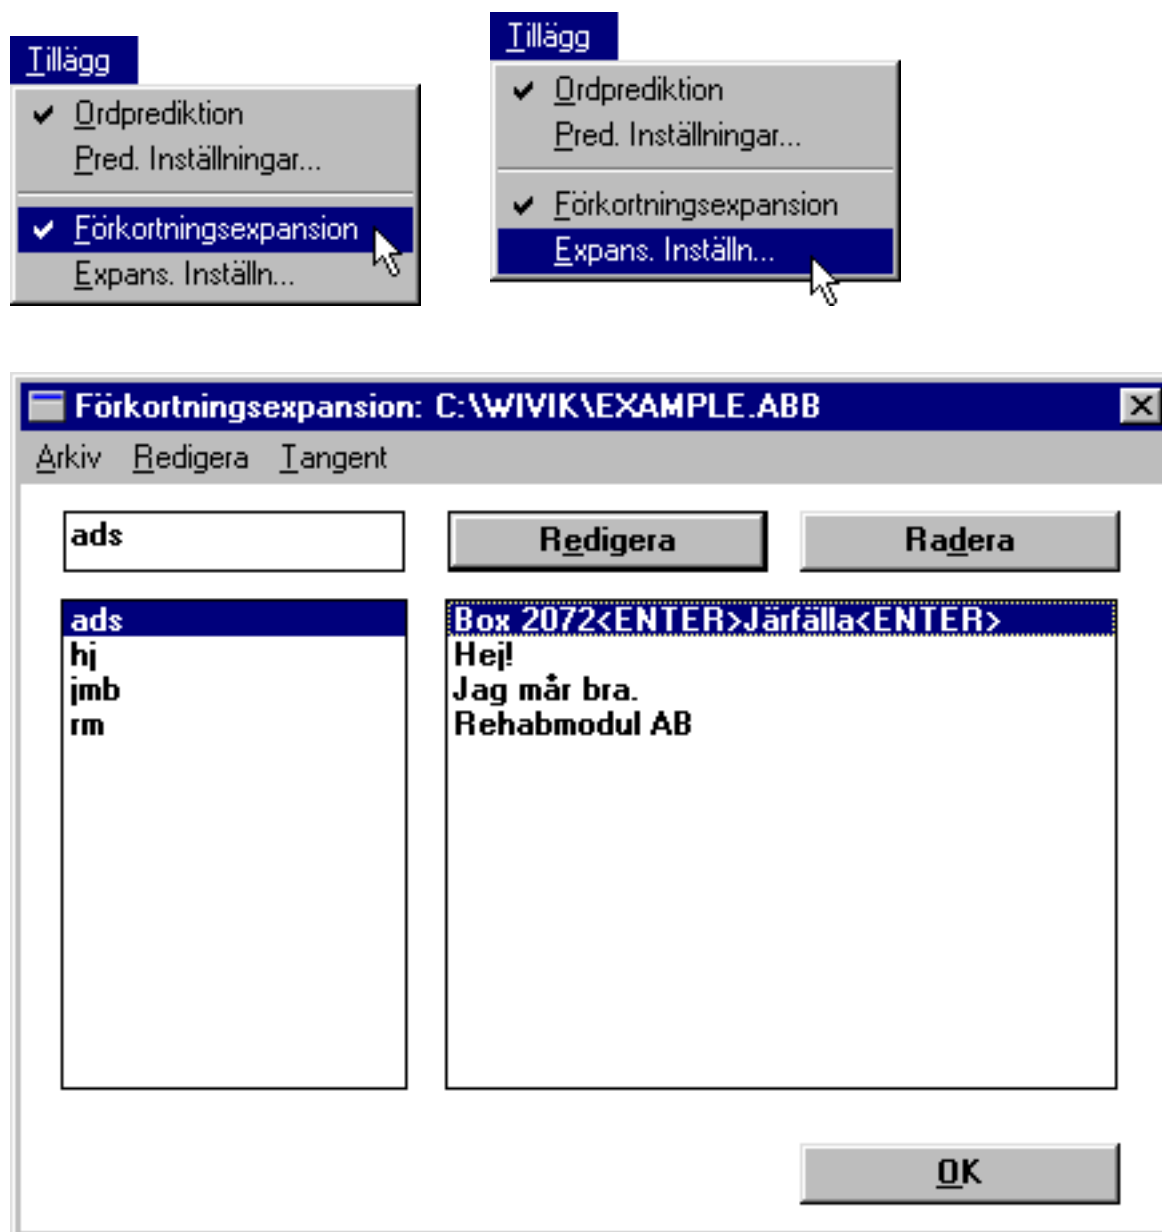 Tillägg
Ordprediktion
Pred. Inställningar...
Förkortningsexpansion
Expans. Inställn...
Tillägg
Ordprediktion
Pred. Inställningar...
Förkortningsexpansion
Expans. Inställn...
Förkortningsexpansion: C:\WIVIK\EXAMPLE.ABB
Arkiv Redigera Tangent
ads Redigera Radera
ads Box 2072<ENTER>Järfälla<ENTER>
hj Hej!
jmb Jag mår bra.
rm Rehabmodul AB
OK